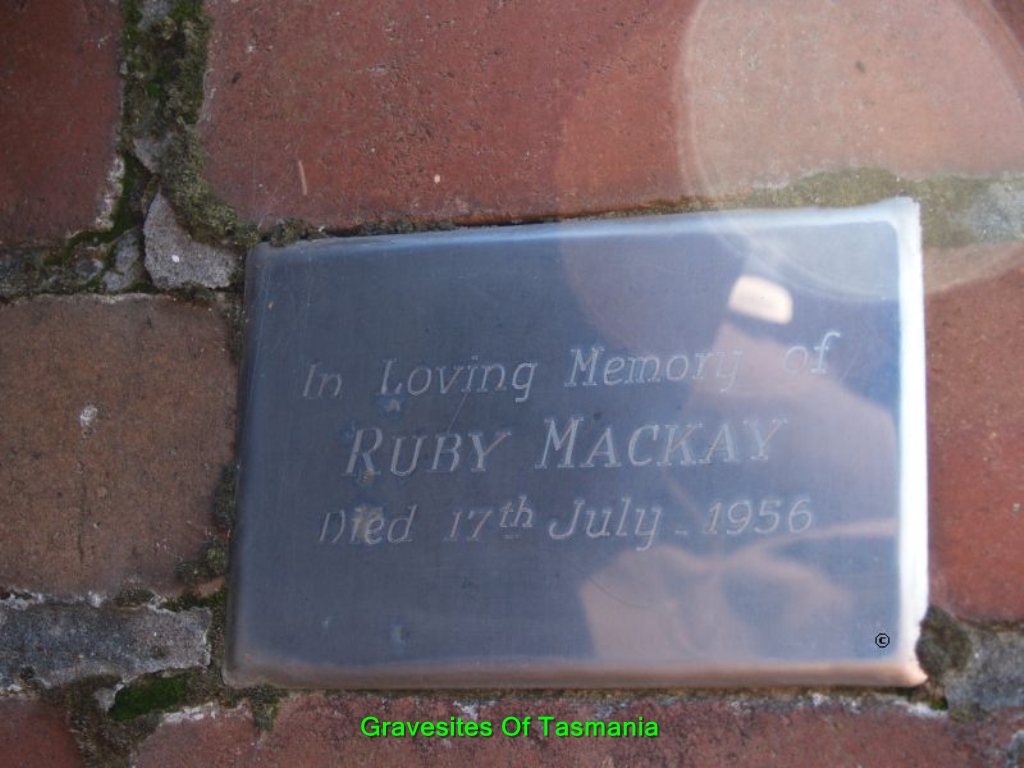 In Loving Memory of
RUBY MACKAY
Died 17th July. 1956
©
Gravesites Of Tasmania